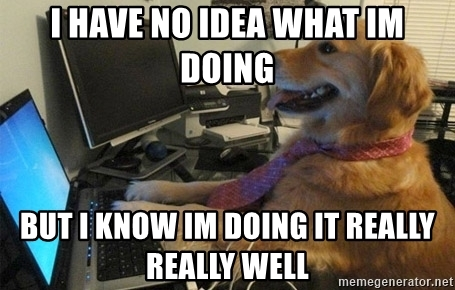 I HAVE NO IDEA WHAT IM
DOING
BUT I KNOW IM DOING IT REALLY
REALLY WELL
memegenerator.net